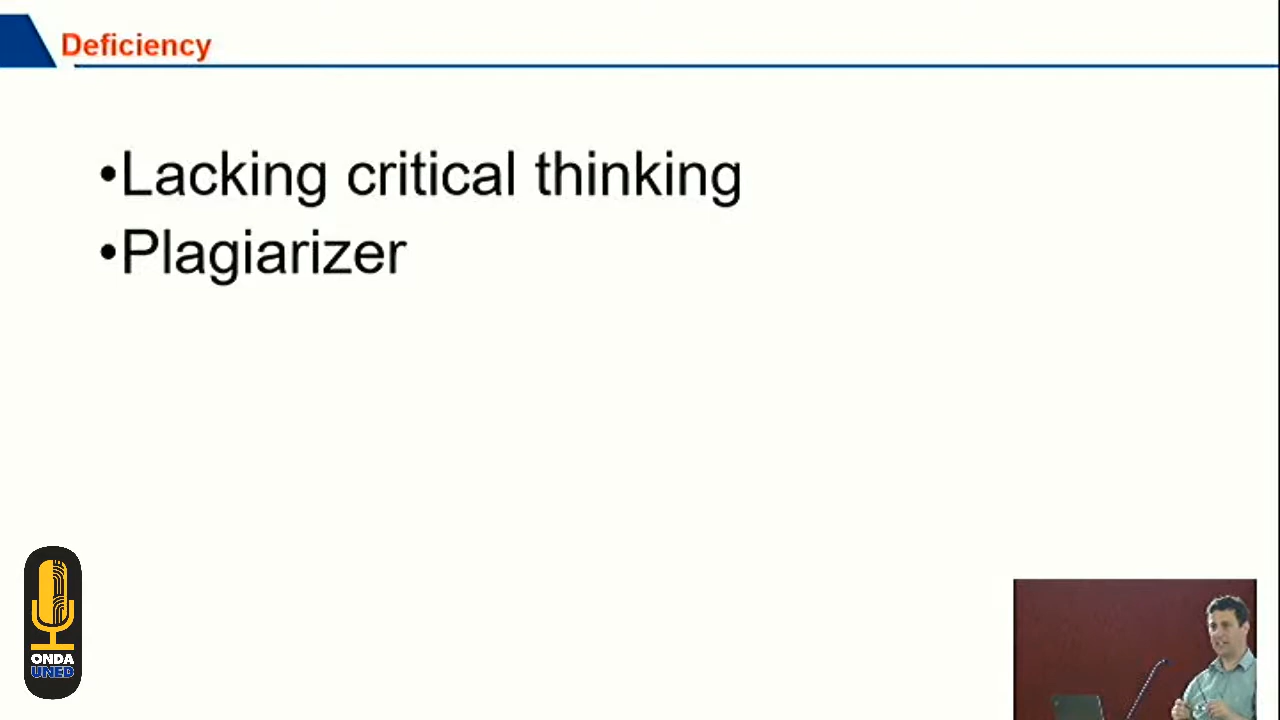 Deficiency
•Lacking critical thinking
•Plagiarizer
ONDA
UNED